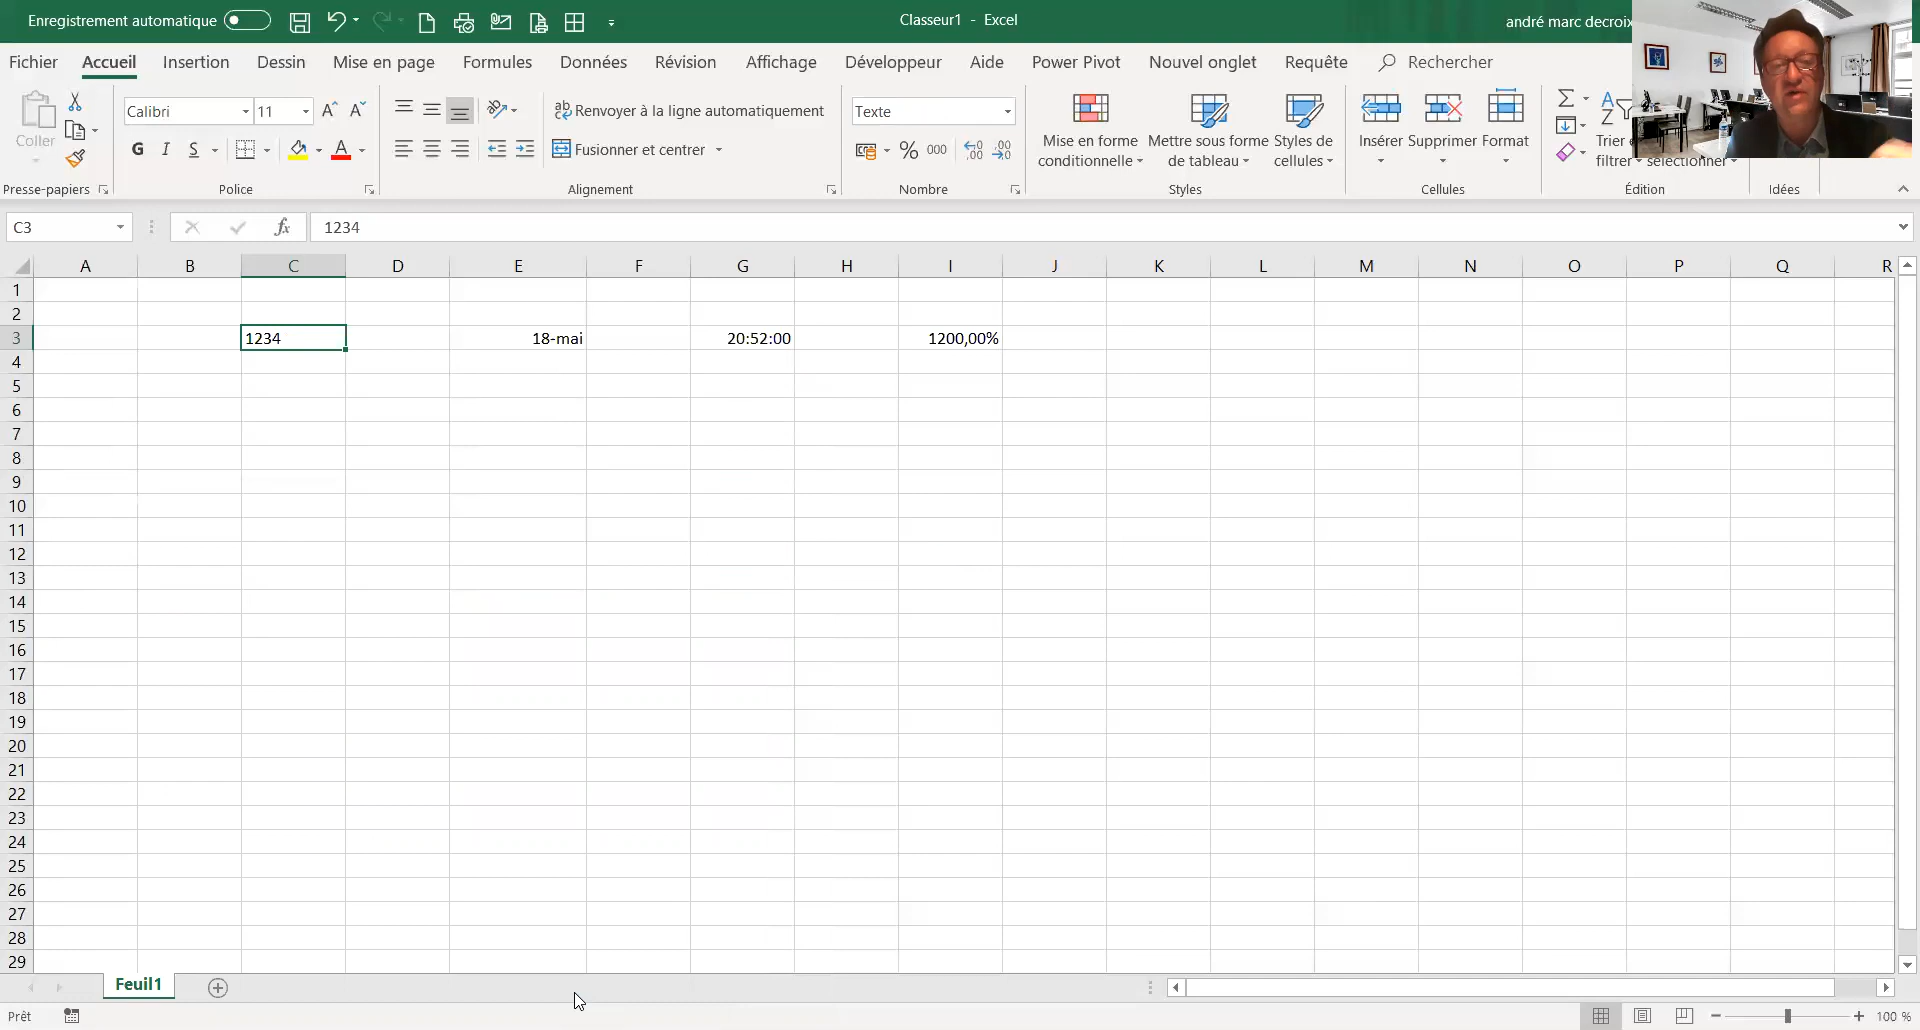 Enregistrement automatique
Classeur1 - Excel
andré marc decroix
Fichier Accueil Insertion Dessin Mise en page Formules Données Révision Affichage Développeur Aide Power Pivot Nouvel onglet Requête Rechercher
Coller
Presse-papiers
Calibri 11
G I S
Police
Renvoyer à la ligne automatiquement
Fusionner et centrer
Alignement
Texte
% 000
Nombre
Mise en forme
conditionnelle
Mettre sous forme
de tableau
Styles de
cellules
Styles
Insérer Supprimer Format
Cellules
Trier
filtrer sélectionner
Édition
Idées
C3
fx
1234
A B C D E F G H I J K L M N O P Q R
1
2
3 1234 18-mai 20:52:00 1200,00%
4
5
6
7
8
9
10
11
12
13
14
15
16
17
18
19
20
21
22
23
24
25
26
27
28
29
Feuil1
Prêt
100 %